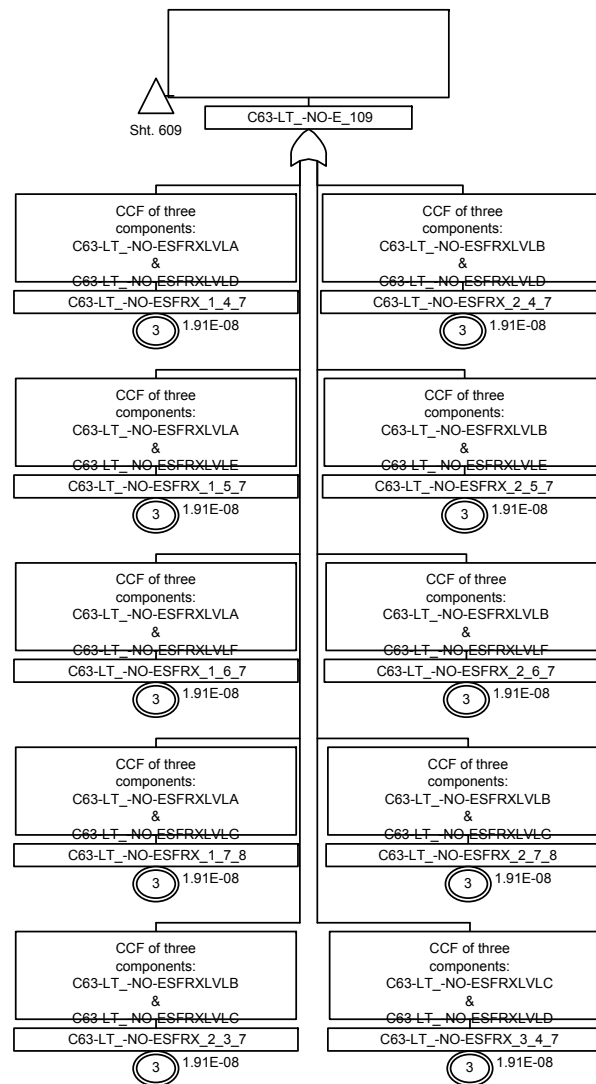 C63-LT_-NO-E_109
Sht. 609
CCF of three
components:
C63-LT_-NO-ESFRXLVLA
&
C63-LT_-NO-ESFRXLVLD
C63-LT_-NO-ESFRX_1_4_7
3
1.91E-08
CCF of three
components:
C63-LT_-NO-ESFRXLVLB
&
C63-LT_-NO-ESFRXLVLD
C63-LT_-NO-ESFRX_2_4_7
3
1.91E-08
CCF of three
components:
C63-LT_-NO-ESFRXLVLA
&
C63-LT_-NO-ESFRXLVLE
C63-LT_-NO-ESFRX_1_5_7
3
1.91E-08
CCF of three
components:
C63-LT_-NO-ESFRXLVLB
&
C63-LT_-NO-ESFRXLVLE
C63-LT_-NO-ESFRX_2_5_7
3
1.91E-08
CCF of three
components:
C63-LT_-NO-ESFRXLVLA
&
C63-LT_-NO-ESFRXLVLF
C63-LT_-NO-ESFRX_1_6_7
3
1.91E-08
CCF of three
components:
C63-LT_-NO-ESFRXLVLB
&
C63-LT_-NO-ESFRXLVLF
C63-LT_-NO-ESFRX_2_6_7
3
1.91E-08
CCF of three
components:
C63-LT_-NO-ESFRXLVLA
&
C63-LT_-NO-ESFRXLVLG
C63-LT_-NO-ESFRX_1_7_8
3
1.91E-08
CCF of three
components:
C63-LT_-NO-ESFRXLVLB
&
C63-LT_-NO-ESFRXLVLG
C63-LT_-NO-ESFRX_2_7_8
3
1.91E-08
CCF of three
components:
C63-LT_-NO-ESFRXLVLB
&
C63-LT_-NO-ESFRXLVLC
C63-LT_-NO-ESFRX_2_3_7
3
1.91E-08
CCF of three
components:
C63-LT_-NO-ESFRXLVLC
&
C63-LT_-NO-ESFRXLVLD
C63-LT_-NO-ESFRX_3_4_7
3
1.91E-08